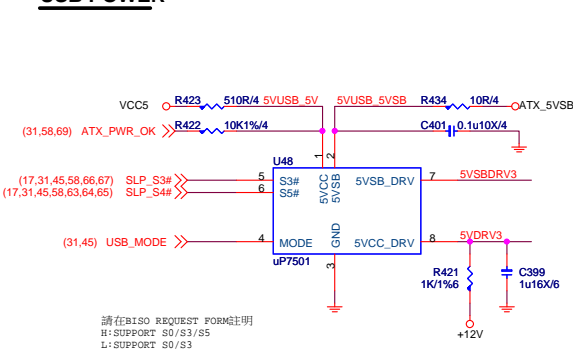 USB POWER
VCC5 R423 510R/4 5VUSB_5V 5VUSB_5VSB R434 10R/4 ATX_5VSB
(31,58,69) ATX_PWR_OK R422 10K1%/4 C401 0.1u10X/4
1 2
U48
(17,31,45,58,66,67) SLP_S3# 5 S3# 5VCC 5VSB 5VSB_DRV 7 5VSBDRV3
(17,31,45,58,63,64,65) SLP_S4# 6 S5#
(31,45) USB_MODE 4 MODE GND 5VCC_DRV 8 5VDRV3
uP7501 3
R421 C399
1K/1%6 1u16X/6
+12V
請在BISO REQUEST FORM註明
H:SUPPORT S0/S3/S5
L:SUPPORT S0/S3